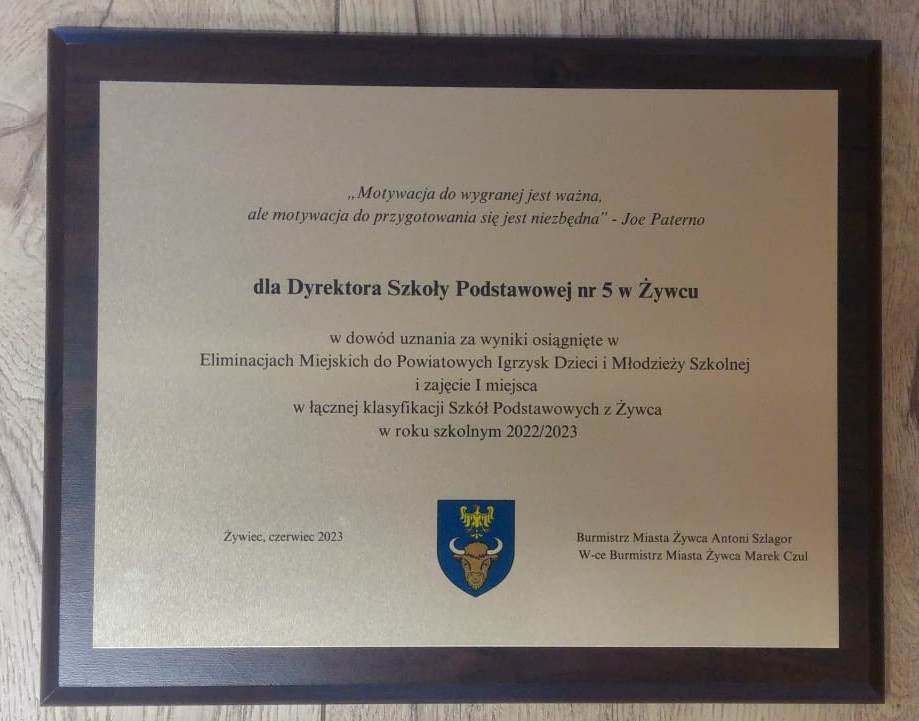 „Motywacja do wygranej jest ważna,
ale motywacja do przygotowania się jest niezbędna" - Joe Paterno
dla Dyrektora Szkoły Podstawowej nr 5 w Żywcu
w dowód uznania za wyniki osiągnięte w
Eliminacjach Miejskich do Powiatowych Igrzysk Dzieci i Młodzieży Szkolnej
i zajęcie I miejsca
w łącznej klasyfikacji Szkół Podstawowych z Żywca
w roku szkolnym 2022/2023
Żywiec, czerwiec 2023
Burmistrz Miasta Żywca Antoni Szlagor
W-ce Burmistrz Miasta Żywca Marek Czul